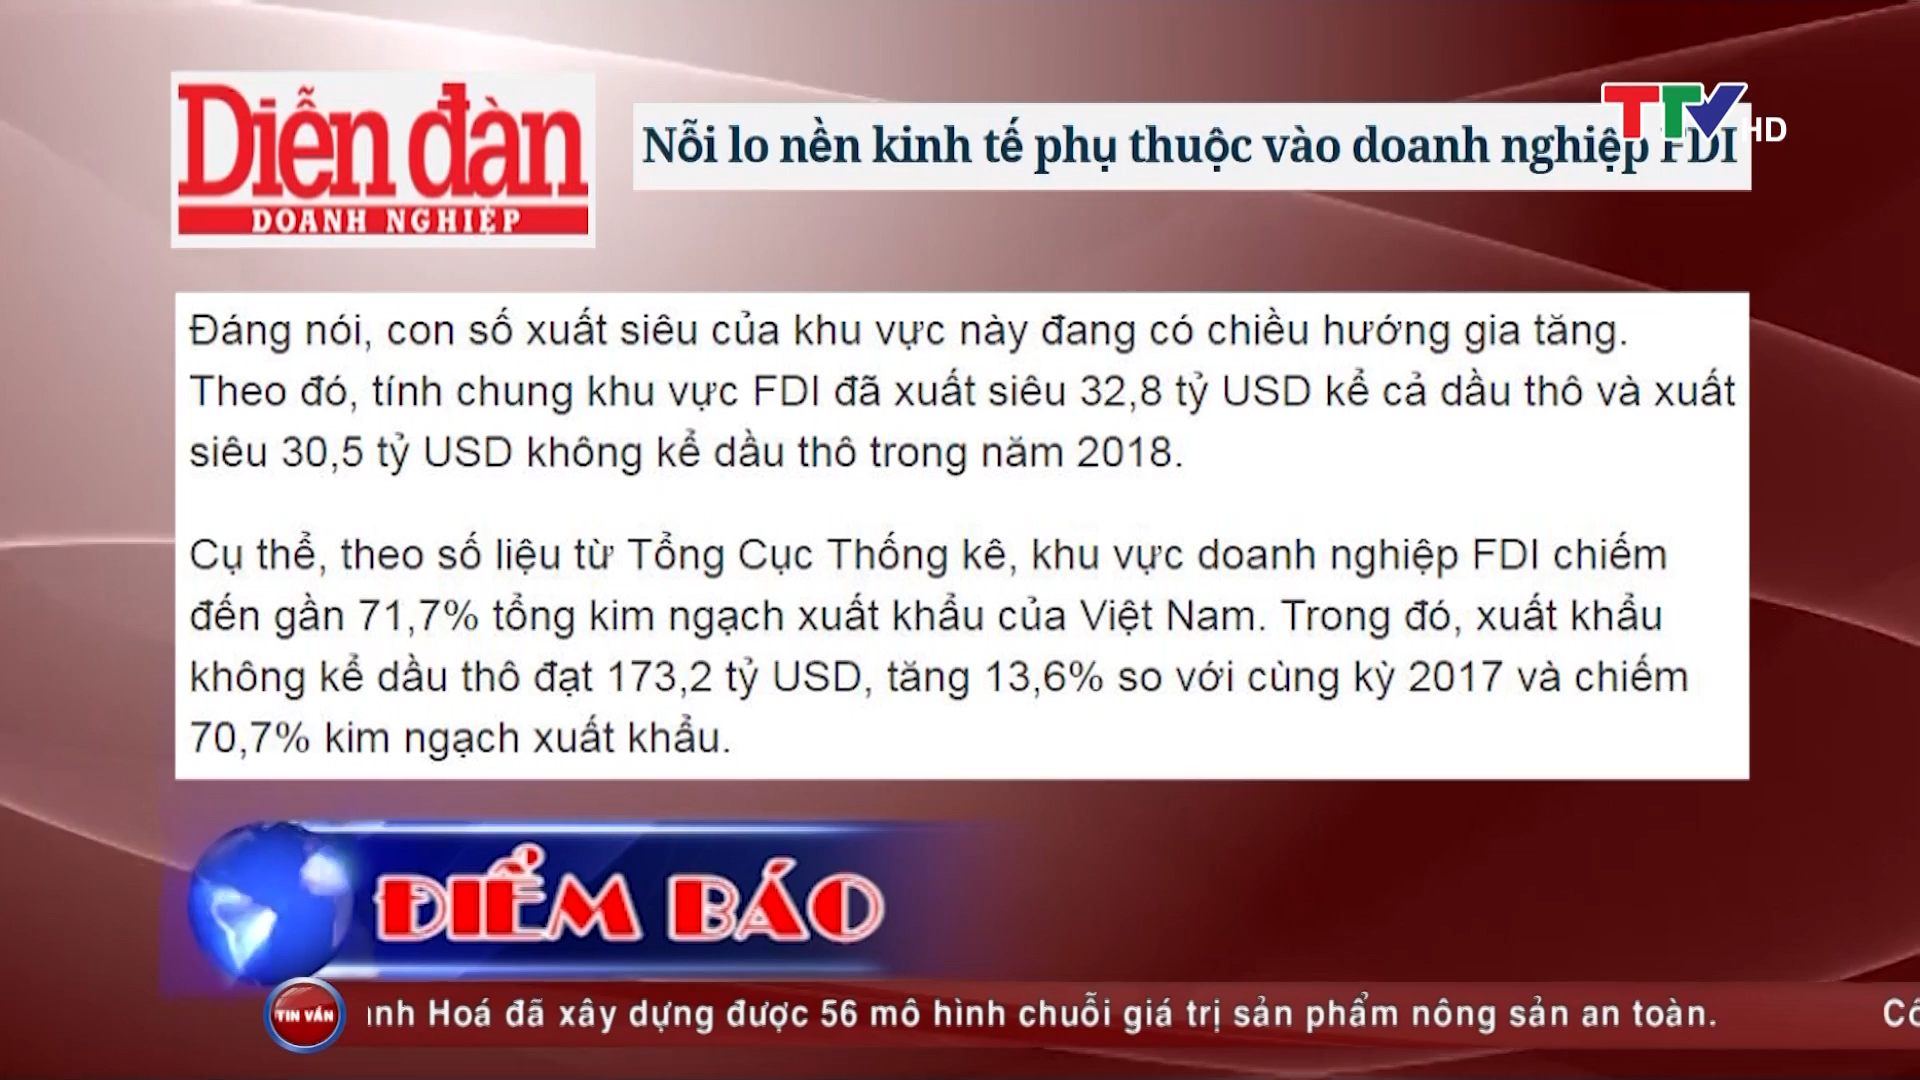 Diễn đàn
DOANH NGHIỆP
TTV HD
Nỗi lo nền kinh tế phụ thuộc vào doanh nghiệp FDI
Đáng nói, con số xuất siêu của khu vực này đang có chiều hướng gia tăng.
Theo đó, tính chung khu vực FDI đã xuất siêu 32,8 tỷ USD kể cả dầu thô và xuất
siêu 30,5 tỷ USD không kể dầu thô trong năm 2018.
Cụ thể, theo số liệu từ Tổng Cục Thống kê, khu vực doanh nghiệp FDI chiếm
đến gần 71,7% tổng kim ngạch xuất khẩu của Việt Nam. Trong đó, xuất khẩu
không kể dầu thô đạt 173,2 tỷ USD, tăng 13,6% so với cùng kỳ 2017 và chiếm
70,7% kim ngạch xuất khẩu.
ĐIỂM BÁO
TIN VẮN
Hoá đã xây dựng được 56 mô hình chuỗi giá trị sản phẩm nông sản an toàn.